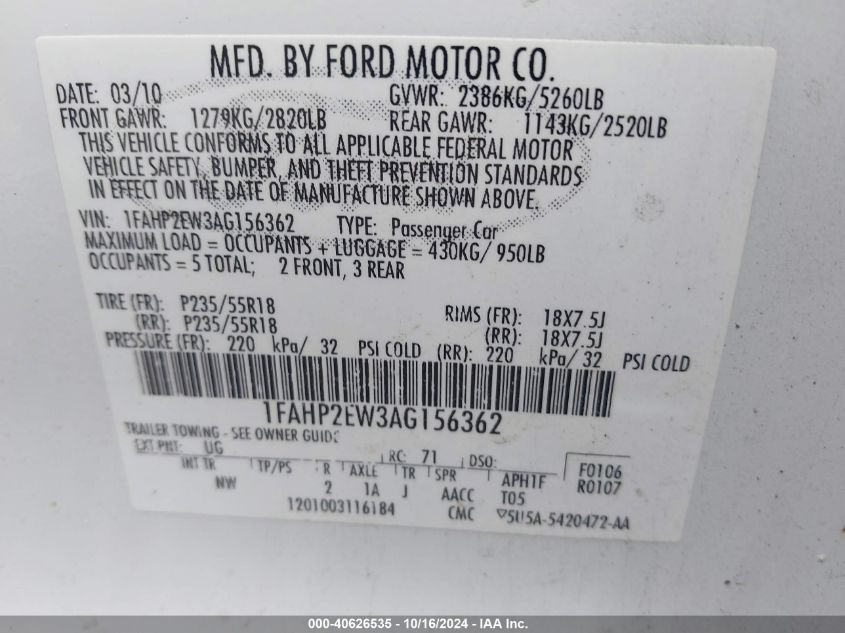 MFD. BY FORD MOTOR CO.
DATE: 03/10 GVWR: 2386KG/5260LB
FRONT GAWR: 1279KG/2820LB REAR GAWR: 1143KG/2520LB
THIS VEHICLE CONFORMS TO ALL APPLICABLE FEDERAL MOTOR
VEHICLE SAFETY, BUMPER, AND THEFT PREVENTION STANDARDS
IN EFFECT ON THE DATE OF MANUFACTURE SHOWN ABOVE.
VIN: 1FAHP2EW3AG156362 TYPE: Passenger Car
MAXIMUM LOAD = OCCUPANTS + LUGGAGE = 430KG/ 950LB
OCCUPANTS = 5 TOTAL; 2 FRONT, 3 REAR
TIRE (FR): P235/55R18 RIMS (FR): 18X7.5J
(RR): P235/55R18 (RR): 18X7.5J
PRESSURE (FR): 220 kPa/ 32 PSI COLD (RR): 220 kPa/ 32 PSI COLD
1FAHP2EW3AG156362
TRAILER TOWING - SEE OWNER GUIDE
EXT PNT: UG RC: 71 DSO: F0106
INT TR TP/PS R AXLE TR SPR APH1F R0107
NW 2 1A J AACC T05
1201003116184 CMC 5U5A-5420472-AA
000-40626535 - 10/16/2024 - IAA Inc.